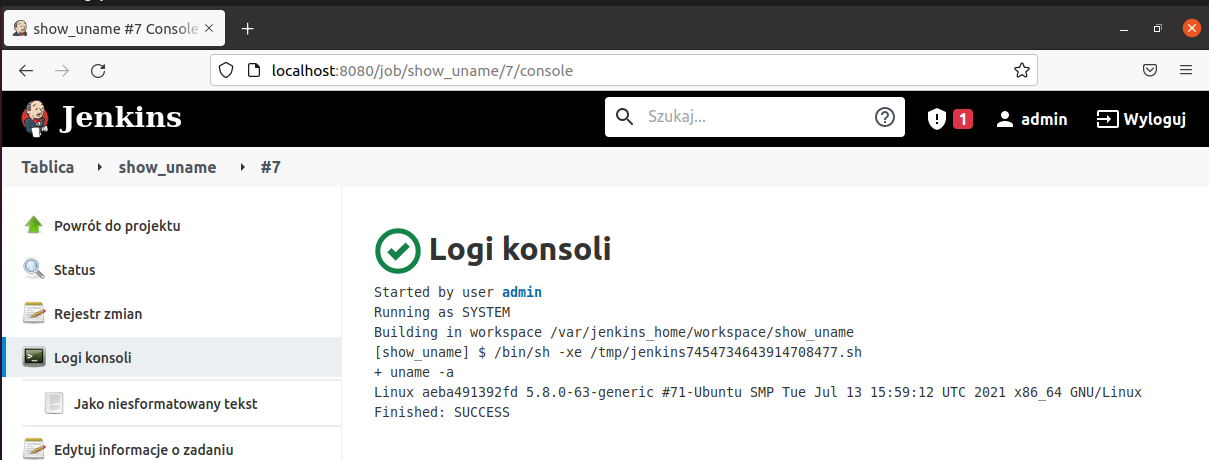 show_uname #7 Console
localhost:8080/job/show_uname/7/console
Jenkins
Szukaj...
1
admin
Wyloguj
Tablica
show_uname
#7
Powrót do projektu
Status
Rejestr zmian
Logi konsoli
Jako niesformatowany tekst
Edytuj informacje o zadaniu
Logi konsoli
Started by user admin
Running as SYSTEM
Building in workspace /var/jenkins_home/workspace/show_uname
[show_uname] $ /bin/sh -xe /tmp/jenkins7454734643914708477.sh
+ uname -a
Linux aeba491392fd 5.8.0-63-generic #71-Ubuntu SMP Tue Jul 13 15:59:12 UTC 2021 x86_64 GNU/Linux
Finished: SUCCESS